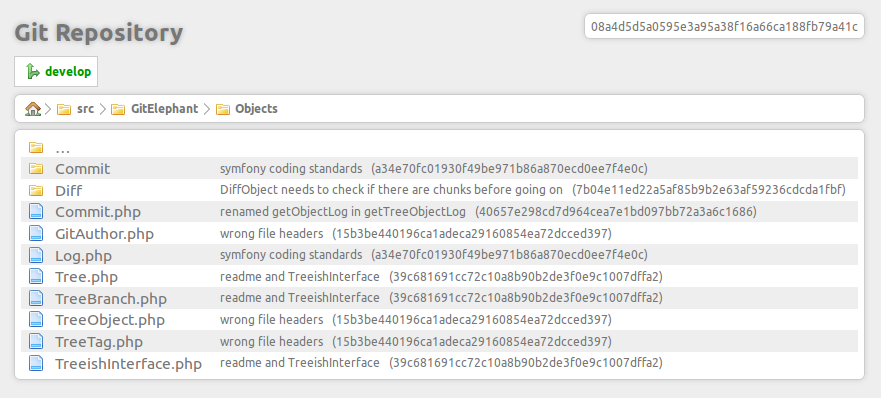 Git Repository
08a4d5d5a0595e3a95a38f16a66ca188fb79a41c
develop
src GitElephant Objects
...
Commit symfony coding standards (a34e70fc01930f49be971b86a870ecd0ee7f4e0c)
Diff DiffObject needs to check if there are chunks before going on (7b04e11ed22a5af85b9b2e63af59236cdcda1fbf)
Commit.php renamed getObjectLog in getTreeObjectLog (40657e298cd7d964cea7e1bd097bb72a3a6c1686)
GitAuthor.php wrong file headers (15b3be440196ca1adeca29160854ea72dcced397)
Log.php symfony coding standards (a34e70fc01930f49be971b86a870ecd0ee7f4e0c)
Tree.php readme and TreeishInterface (39c681691cc72c10a8b90b2de3f0e9c1007dffa2)
TreeBranch.php readme and TreeishInterface (39c681691cc72c10a8b90b2de3f0e9c1007dffa2)
TreeObject.php wrong file headers (15b3be440196ca1adeca29160854ea72dcced397)
TreeTag.php wrong file headers (15b3be440196ca1adeca29160854ea72dcced397)
TreeishInterface.php readme and TreeishInterface (39c681691cc72c10a8b90b2de3f0e9c1007dffa2)